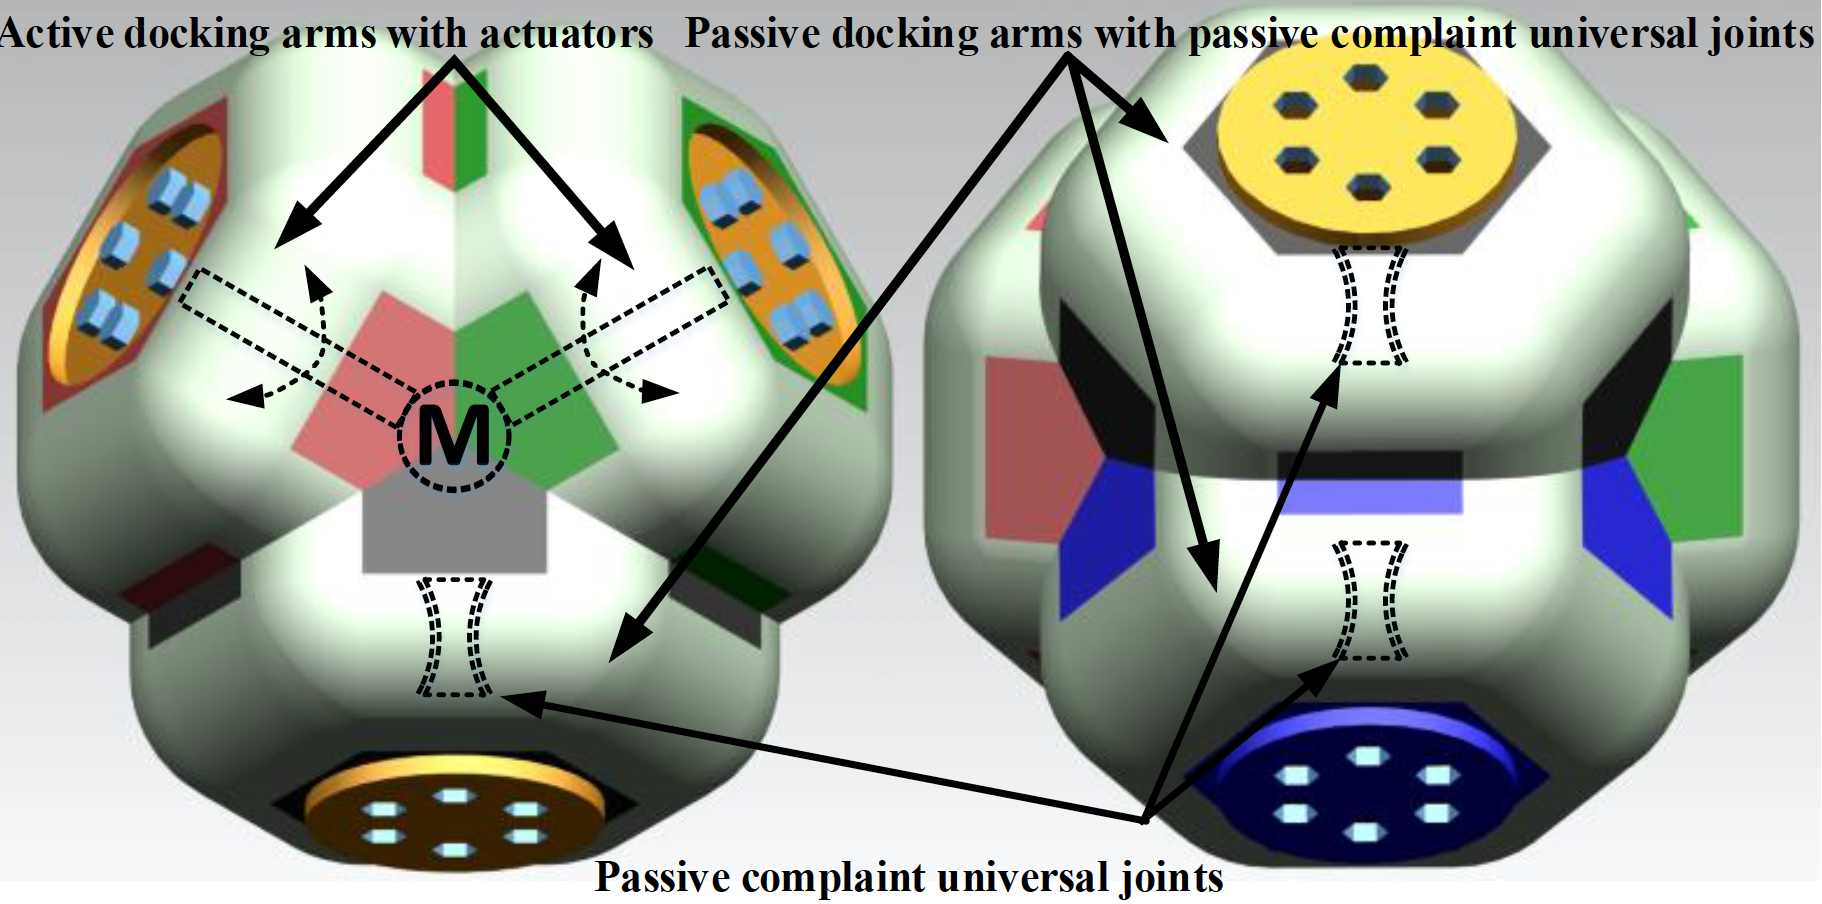 Active docking arms with actuators
Passive docking arms with passive complaint universal joints
M
Passive complaint universal joints